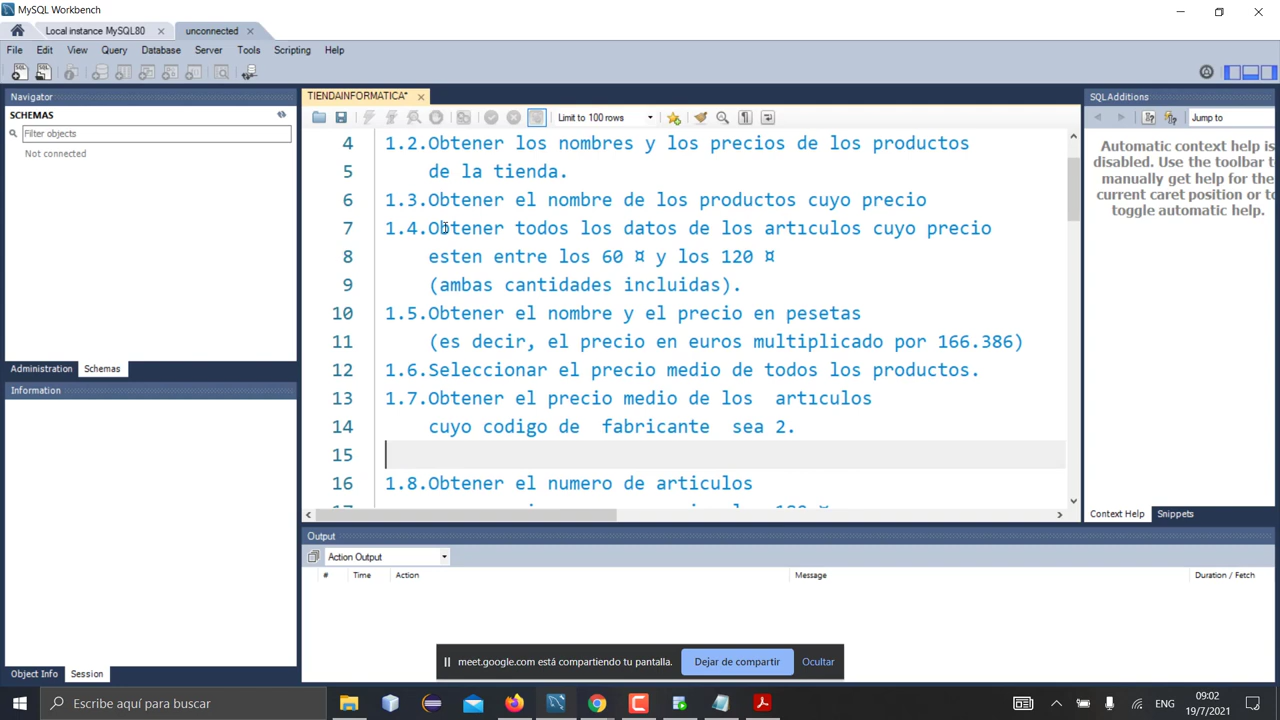 MySQL Workbench
Local instance MySQL80 unconnected
File Edit View Query Database Server Tools Scripting Help
Navigator
SCHEMAS
Filter objects
Not connected
Administration Schemas
Information
Object Info Session
TIENDAINFORMATICA*
Limit to 100 rows
4 1.2.Obtener los nombres y los precios de los productos
5 de la tienda.
6 1.3.Obtener el nombre de los productos cuyo precio
7 1.4.Obtener todos los datos de los artıculos cuyo precio
8 esten entre los 60 ¤ y los 120 ¤
9 (ambas cantidades incluidas).
10 1.5.Obtener el nombre y el precio en pesetas
11 (es decir, el precio en euros multiplicado por 166.386)
12 1.6.Seleccionar el precio medio de todos los productos.
13 1.7.Obtener el precio medio de los artıculos
14 cuyo codigo de fabricante sea 2.
15
16 1.8.Obtener el numero de articulos
Output
Action Output
# Time Action Message Duration / Fetch
SQLAdditions
Jump to
Automatic context help is
disabled. Use the toolbar t
manually get help for the
current caret position or to
toggle automatic help.
Context Help Snippets
meet.google.com está compartiendo tu pantalla. Dejar de compartir Ocultar
Escribe aquí para buscar
ENG
09:02
19/7/2021